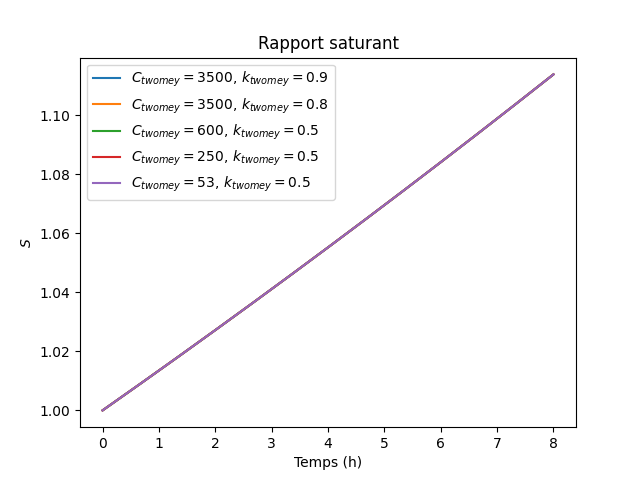 Rapport saturant
C_twomey = 3500, k_twomey = 0.9
C_twomey = 3500, k_twomey = 0.8
C_twomey = 600, k_twomey = 0.5
C_twomey = 250, k_twomey = 0.5
C_twomey = 53, k_twomey = 0.5
S
1.10
1.08
1.06
1.04
1.02
1.00
0 1 2 3 4 5 6 7 8
Temps (h)